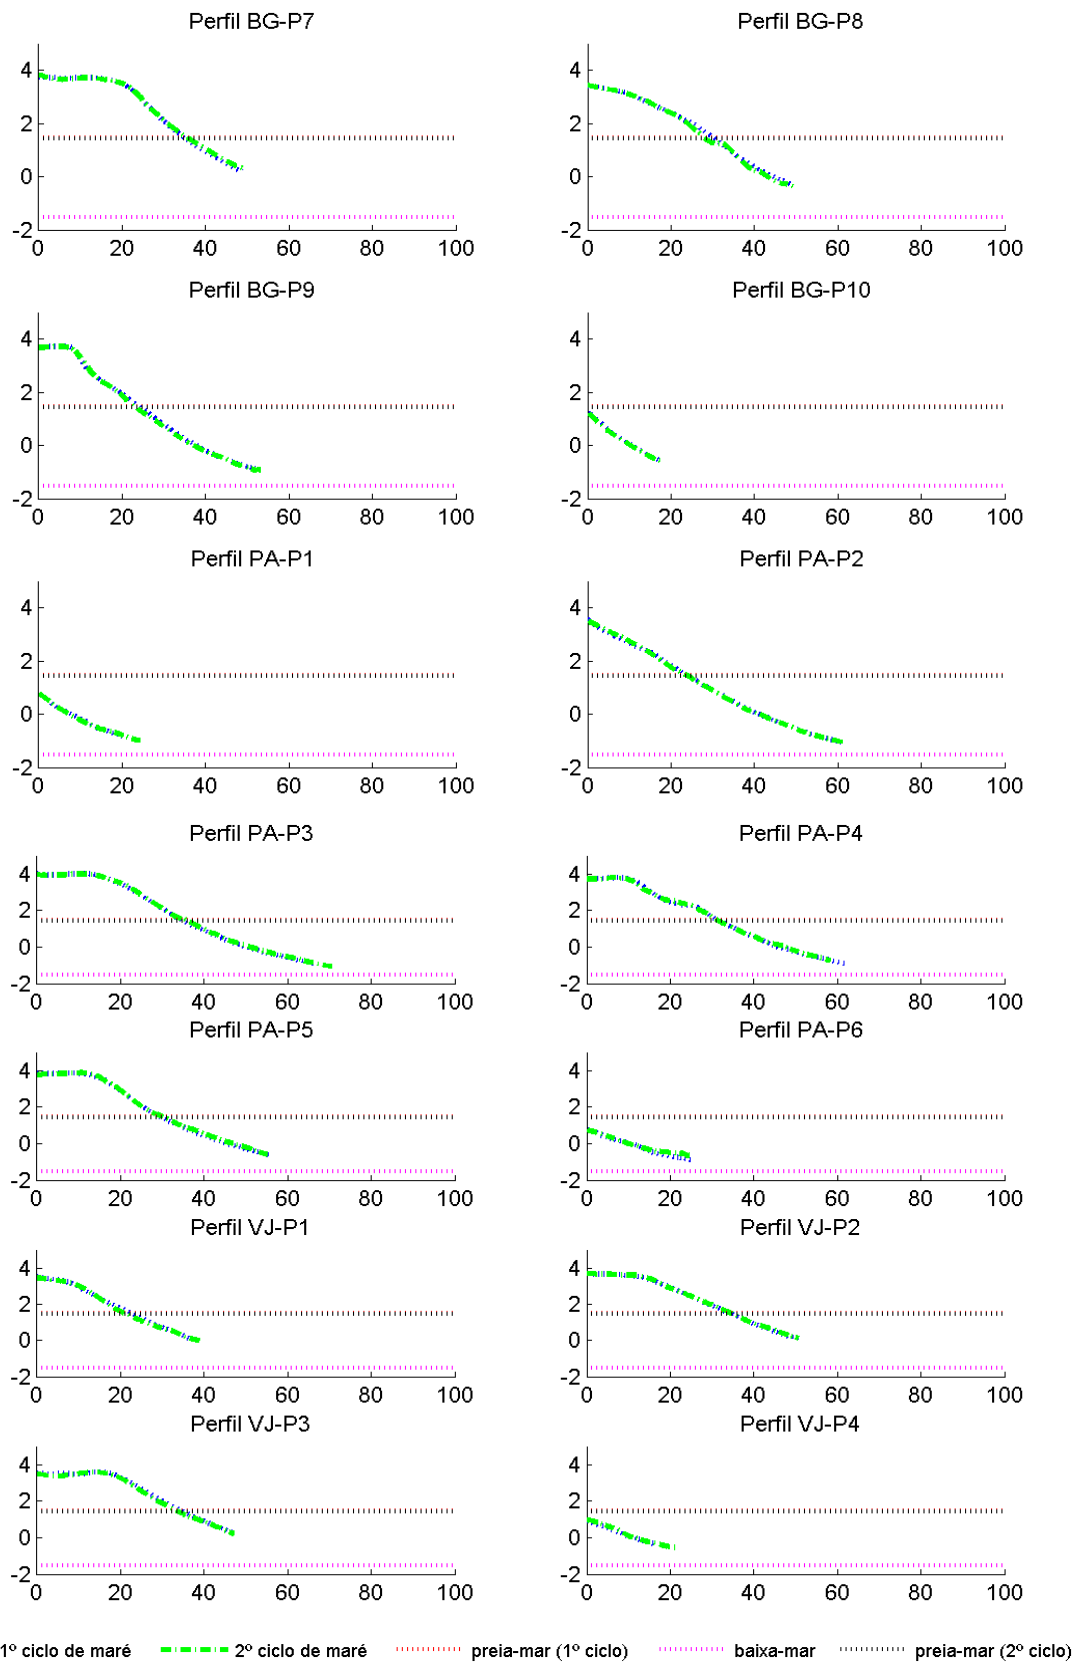 Perfil BG-P7
Perfil BG-P8
4
2
0
-2
0 20 40 60 80 100
4
2
0
-2
0 20 40 60 80 100
Perfil BG-P9
Perfil BG-P10
4
2
0
-2
0 20 40 60 80 100
4
2
0
-2
0 20 40 60 80 100
Perfil PA-P1
Perfil PA-P2
4
2
0
-2
0 20 40 60 80 100
4
2
0
-2
0 20 40 60 80 100
Perfil PA-P3
Perfil PA-P4
4
2
0
-2
0 20 40 60 80 100
4
2
0
-2
0 20 40 60 80 100
Perfil PA-P5
Perfil PA-P6
4
2
0
-2
0 20 40 60 80 100
4
2
0
-2
0 20 40 60 80 100
Perfil VJ-P1
Perfil VJ-P2
4
2
0
-2
0 20 40 60 80 100
4
2
0
-2
0 20 40 60 80 100
Perfil VJ-P3
Perfil VJ-P4
4
2
0
-2
0 20 40 60 80 100
4
2
0
-2
0 20 40 60 80 100
1º ciclo de maré 2º ciclo de maré preia-mar (1º ciclo) baixa-mar preia-mar (2º ciclo)